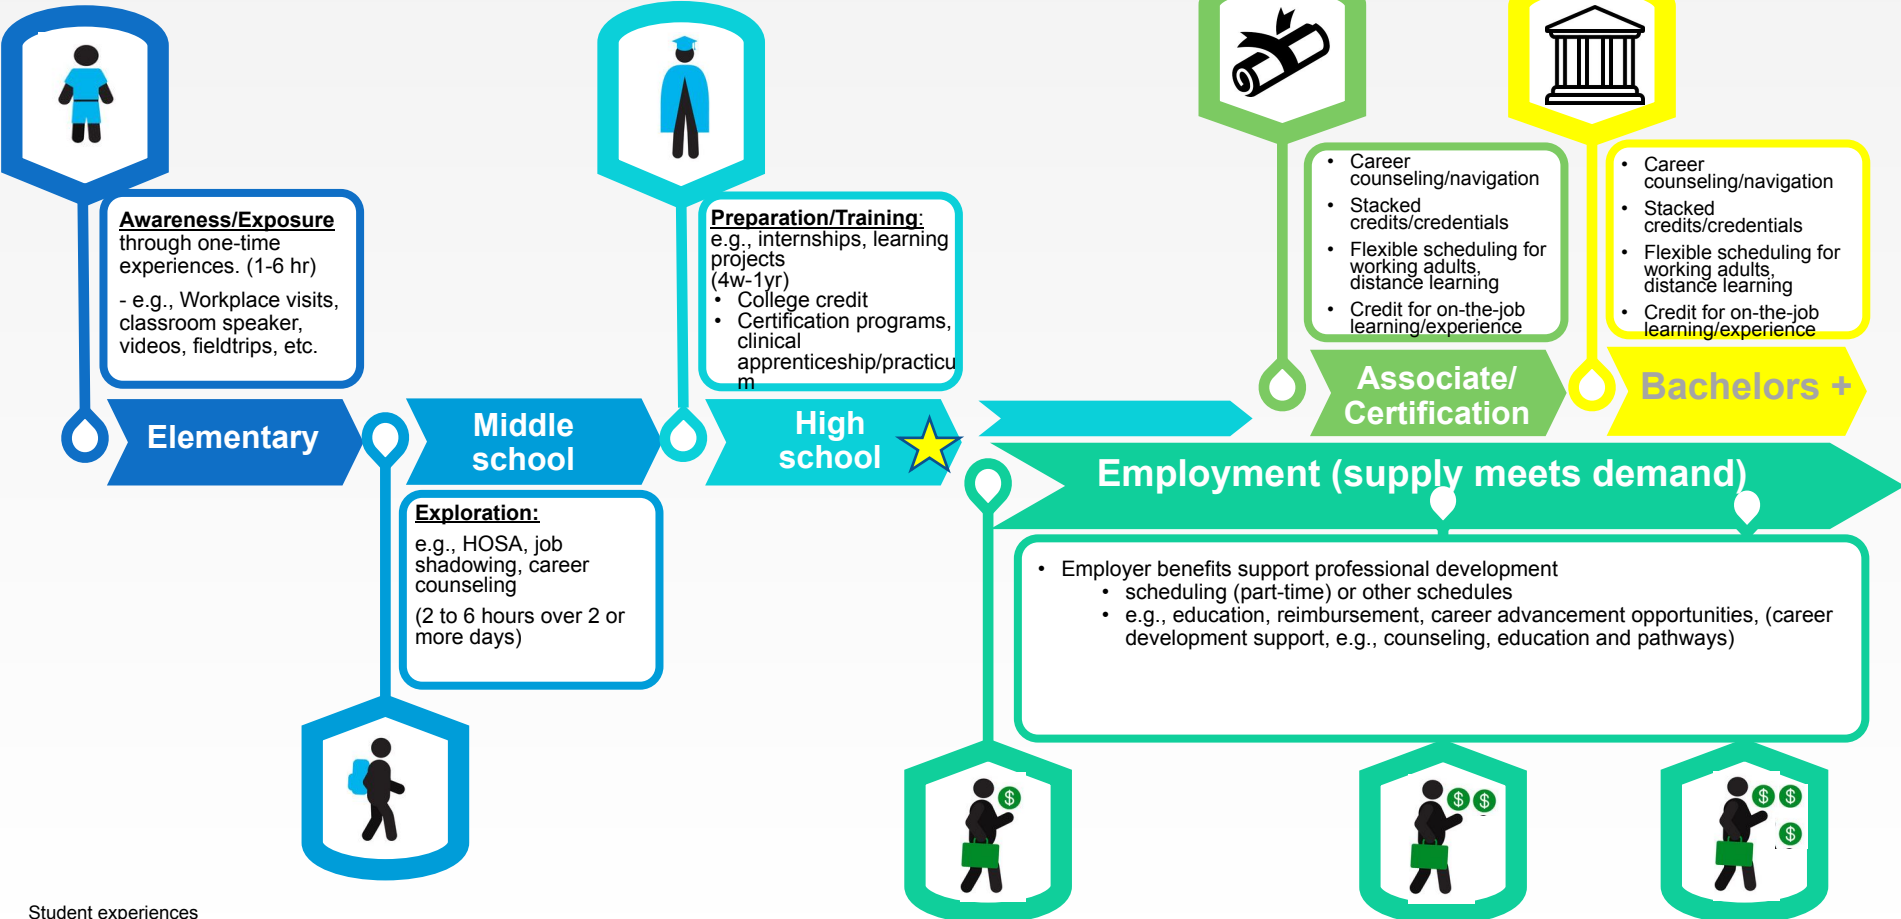 Awareness/Exposure
through one-time
experiences. (1-6 hr)
- e.g., Workplace visits,
classroom speaker,
videos, fieldtrips, etc.
Elementary
Middle
school
Exploration:
e.g., HOSA, job
shadowing, career
counseling
(2 to 6 hours over 2 or
more days)
Preparation/Training:
e.g., internships, learning
projects
(4w-1yr)
• College credit
• Certification programs,
clinical
apprenticeship/practicu
m
High
school
• Career
counseling/navigation
• Stacked
credits/credentials
• Flexible scheduling for
working adults,
distance learning
• Credit for on-the-job
learning/experience
Associate/
Certification
• Career
counseling/navigation
• Stacked
credits/credentials
• Flexible scheduling for
working adults,
distance learning
• Credit for on-the-job
learning/experience
Bachelors +
Employment (supply meets demand)
• Employer benefits support professional development
• scheduling (part-time) or other schedules
• e.g., education, reimbursement, career advancement opportunities, (career
development support, e.g., counseling, education and pathways)
$
$ $
$ $
$
Student experiences